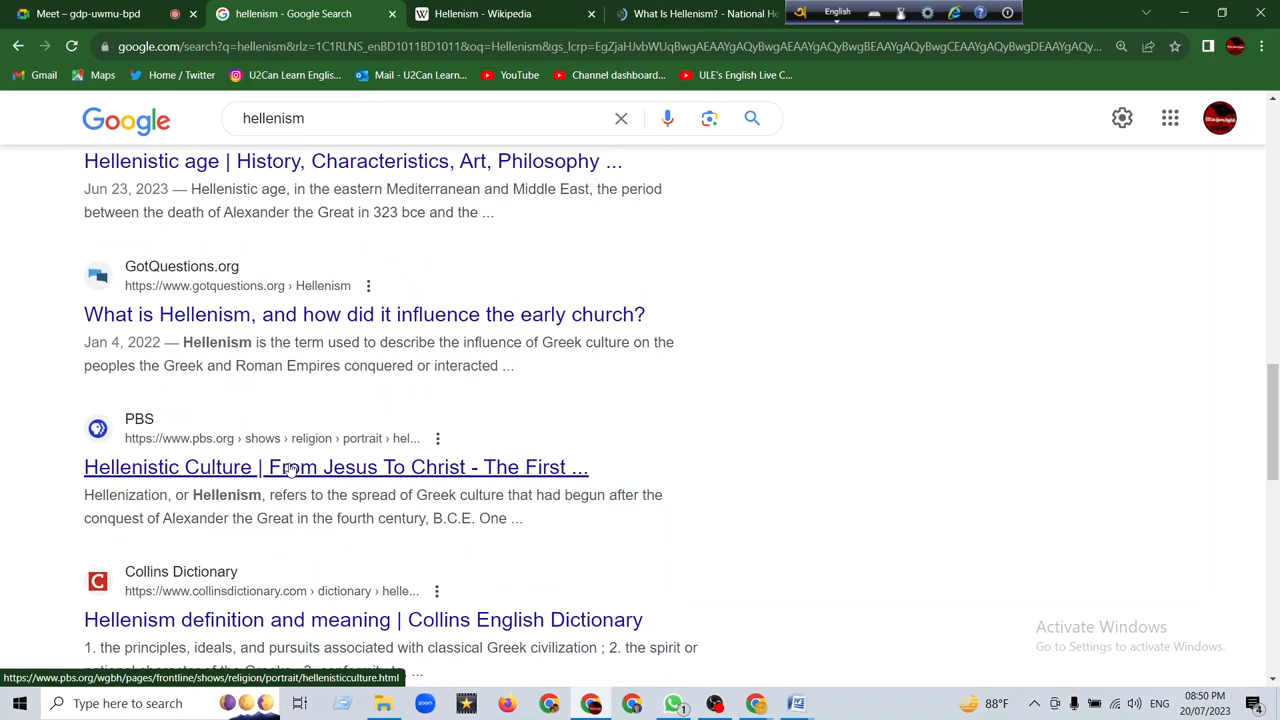 Meet - gdp-uwmu-bpd
hellenism - Google Search
Hellenism - Wikipedia
What Is Hellenism? - National He
English
google.com/search?q=hellenism&rlz=1C1RLNS_enBD1011BD1011&oq=Hellenism&gs_lcrp=EgZjaHJvbWUqBgAEAAYgAQyBwgBEAAYgAQyBwgBEAAYgAQyBwgCEAAYgAQyBwgDEAAYgAQy...
Gmail
Maps
Home / Twitter
U2Can Learn Englis...
Mail - U2Can Learn...
YouTube
Channel dashboard...
ULE's English Live C...
Google
hellenism
Hellenistic age | History, Characteristics, Art, Philosophy ...
Jun 23, 2023 — Hellenistic age, in the eastern Mediterranean and Middle East, the period
between the death of Alexander the Great in 323 bce and the ...
GotQuestions.org
https://www.gotquestions.org › Hellenism
What is Hellenism, and how did it influence the early church?
Jan 4, 2022 — Hellenism is the term used to describe the influence of Greek culture on the
peoples the Greek and Roman Empires conquered or interacted ...
PBS
https://www.pbs.org › shows › religion › portrait › hel...
Hellenistic Culture | From Jesus To Christ - The First ...
Hellenization, or Hellenism, refers to the spread of Greek culture that had begun after the
conquest of Alexander the Great in the fourth century, B.C.E. One ...
Collins Dictionary
https://www.collinsdictionary.com › dictionary › helle...
Hellenism definition and meaning | Collins English Dictionary
1. the principles, ideals, and pursuits associated with classical Greek civilization ; 2. the spirit or
...
Activate Windows
Go to Settings to activate Windows.
https://www.pbs.org/wgbh/pages/frontline/shows/religion/portrait/hellenisticculture.html
Type here to search
zoom
1
88°F
ENG
08:50 PM
20/07/2023
4